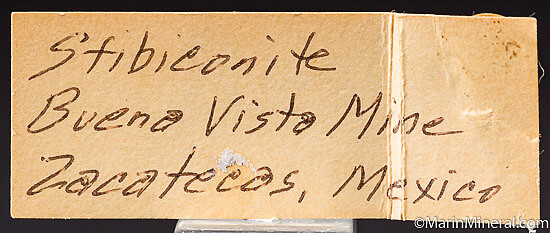 Stibiconite
Buena Vista Mine
Zacatecas, Mexico
©MarinMineral.com